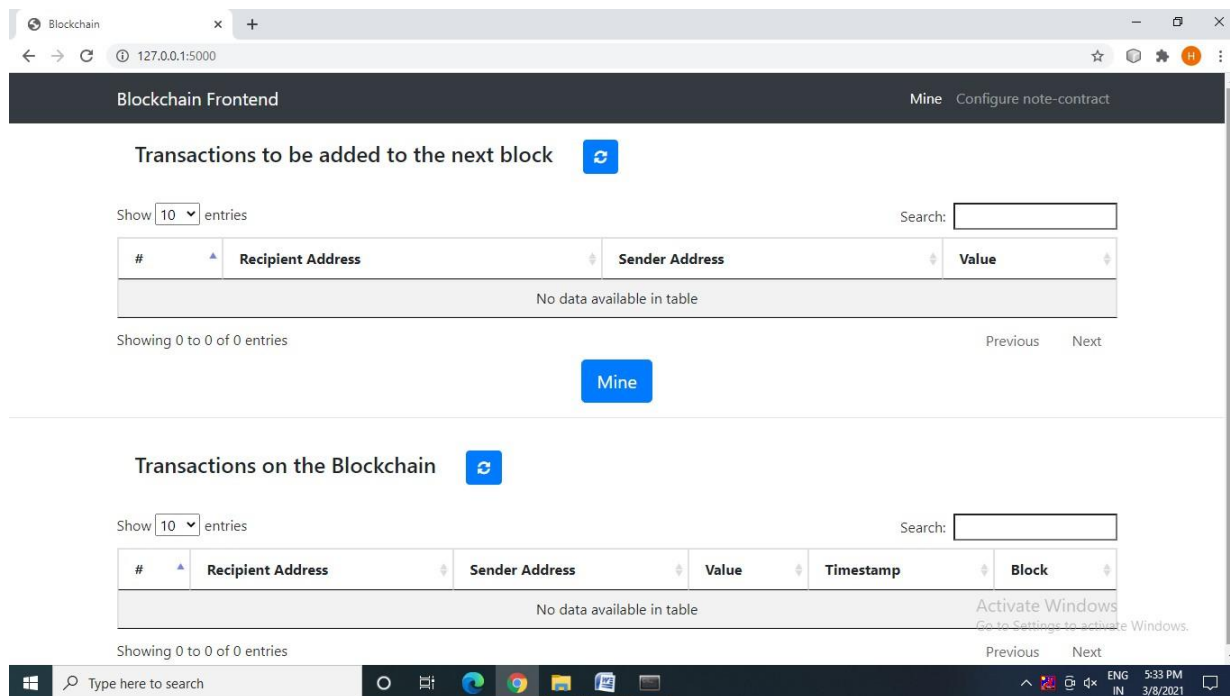 Blockchain
127.0.0.1:5000
H
Blockchain Frontend Mine Configure note-contract
Transactions to be added to the next block
Show 10 entries Search:
# Recipient Address Sender Address Value
No data available in table
Showing 0 to 0 of 0 entries Previous Next
Mine
Transactions on the Blockchain
Show 10 entries Search:
# Recipient Address Sender Address Value Timestamp Block
No data available in table
Activate Windows
Go to Settings to activate Windows.
Showing 0 to 0 of 0 entries Previous Next
Type here to search ENG 5:33 PM
IN 3/8/2021